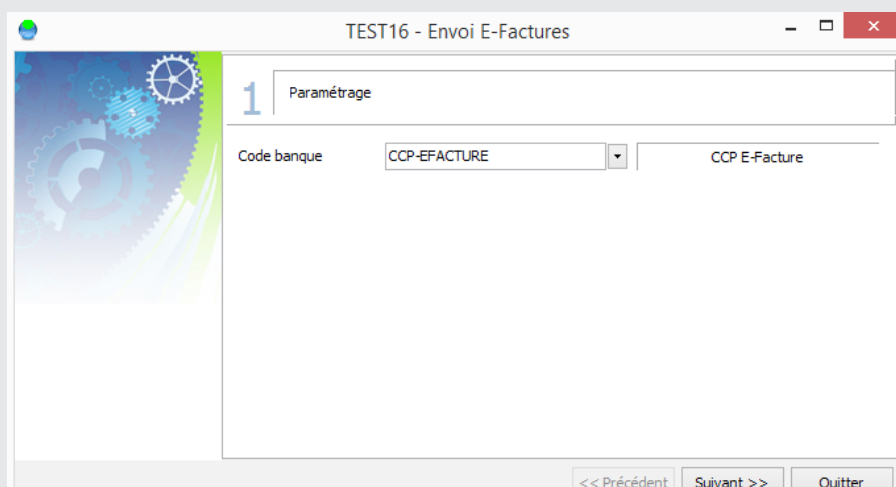 TEST16 - Envoi E-Factures
1 Paramétrage
Code banque CCP-EFACTURE CCP E-Facture
<< Précédent Suivant >> Quitter